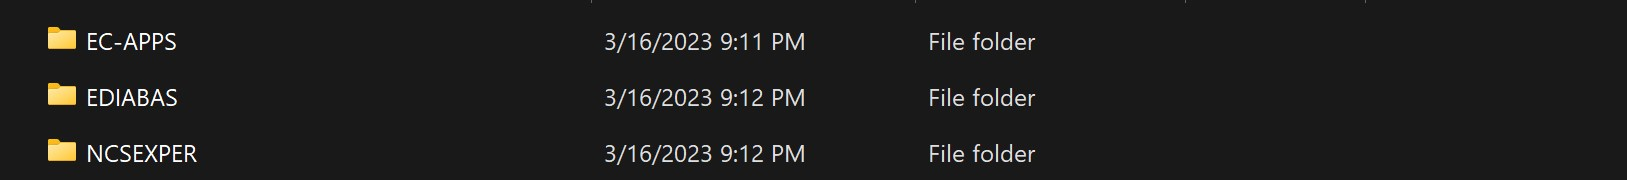 EC-APPS 3/16/2023 9:11 PM File folder
EDIABAS 3/16/2023 9:12 PM File folder
NCSEXPER 3/16/2023 9:12 PM File folder